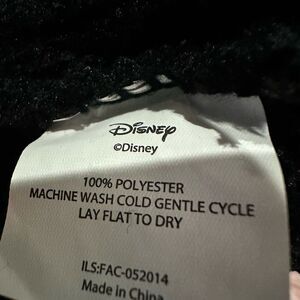 Disney
©Disney
100% POLYESTER
MACHINE WASH COLD GENTLE CYCLE
LAY FLAT TO DRY
ILS:FAC-052014
Made in China